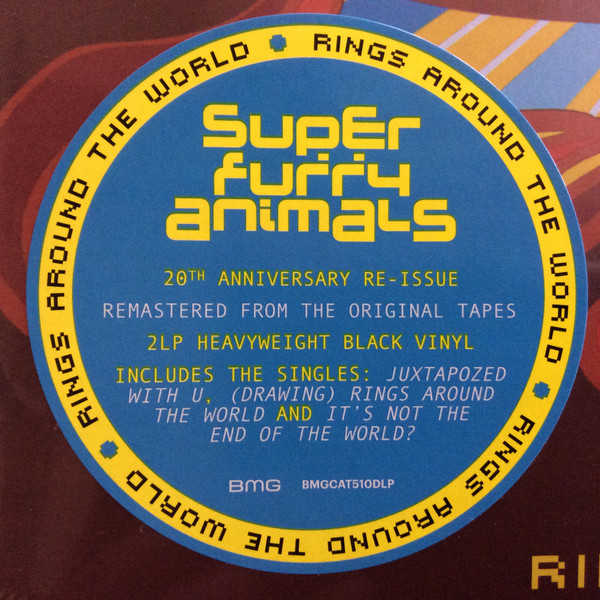 RINGS AROUND THE WORLD
RINGS AROUND THE WORLD
RINGS AROUND THE WORLD
SUPER
FURRY
ANIMALS
20TH ANNIVERSARY RE-ISSUE
REMASTERED FROM THE ORIGINAL TAPES
2LP HEAVYWEIGHT BLACK VINYL
INCLUDES THE SINGLES: JUXTAPOZED
WITH U, (DRAWING) RINGS AROUND
THE WORLD AND IT'S NOT THE
END OF THE WORLD?
BMG BMGCAT510DLP